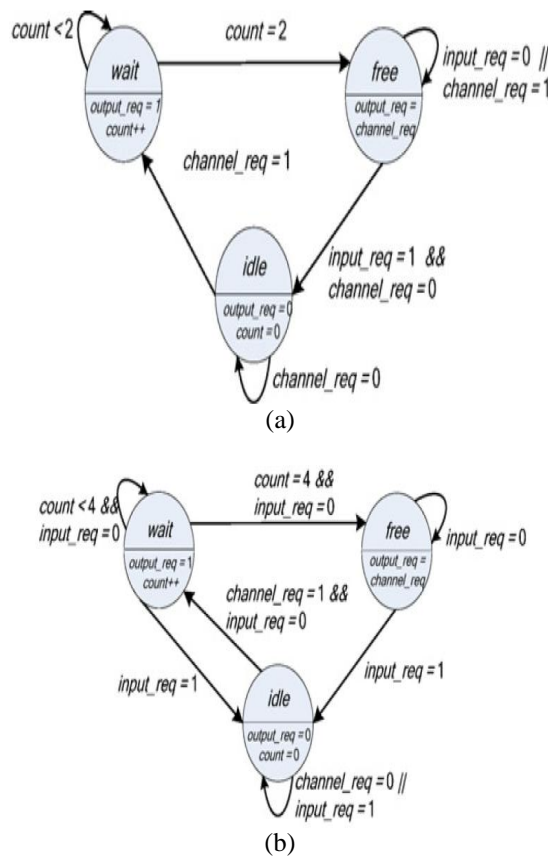 count < 2
count = 2
wait
output_req = 1
count++
free
output_req =
channel_req
input_req = 0 ||
channel_req = 1
channel_req = 1
idle
output_req = 0
count = 0
input_req = 1 &&
channel_req = 0
channel_req = 0
(a)
count < 4 &&
input_req = 0
count = 4 &&
input_req = 0
wait
output_req = 1
count++
free
output_req =
channel_req
input_req = 0
channel_req = 1 &&
input_req = 0
input_req = 1
input_req = 1
idle
output_req = 0
count = 0
channel_req = 0 ||
input_req = 1
(b)